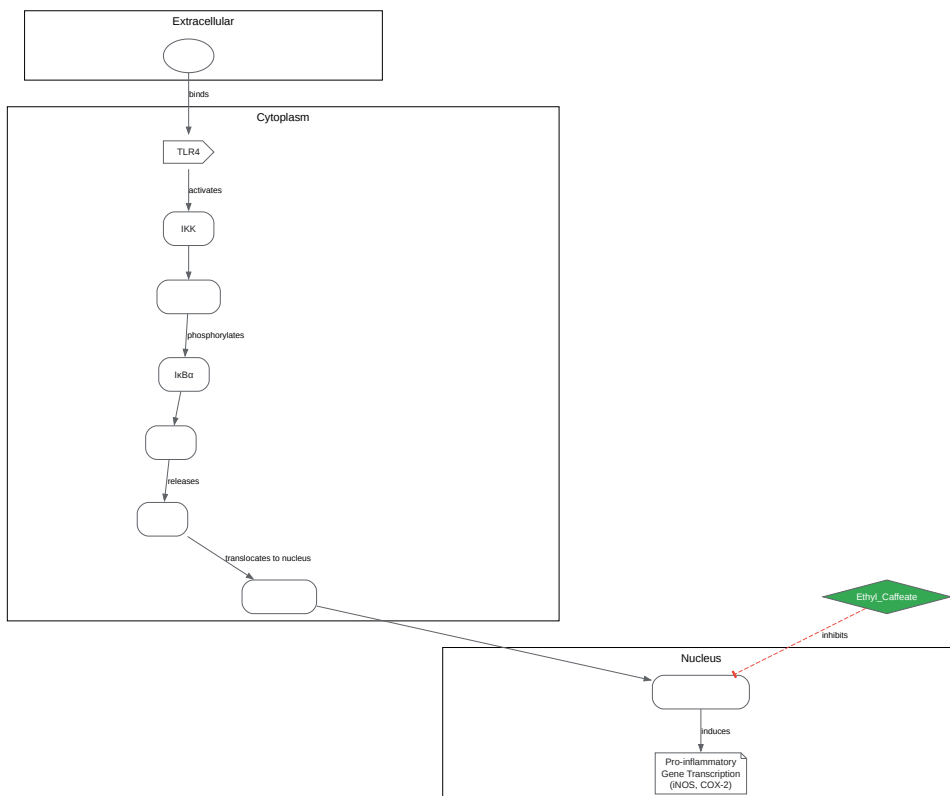 Extracellular
binds
Cytoplasm
TLR4
activates
IKK
phosphorylates
IκBα
releases
translocates to nucleus
Ethyl_Caffeate
inhibits
Nucleus
induces
Pro-inflammatory
Gene Transcription
(iNOS, COX-2)